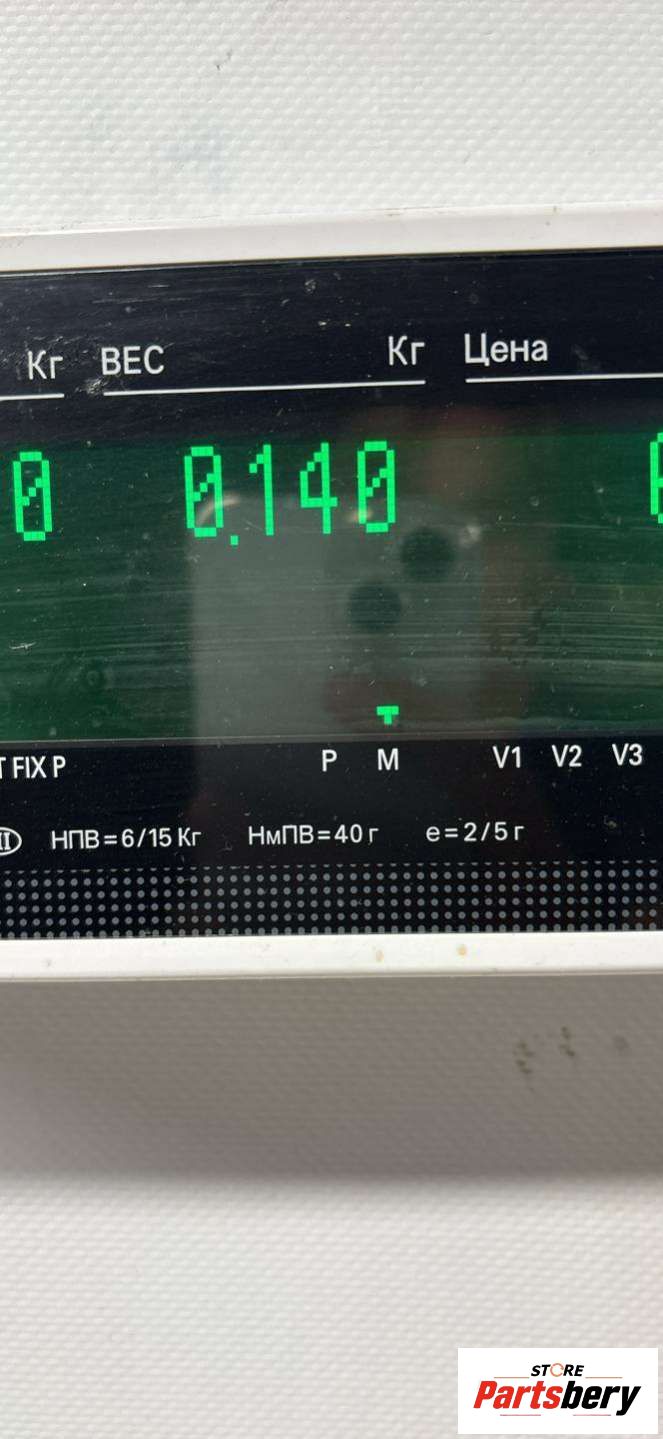 Кг ВЕС Кг Цена
0 0.140
T FIX P P M V1 V2 V3
II НПВ=6/15 Кг НмПВ=40 г e=2/5 г
STORE
Partsbery